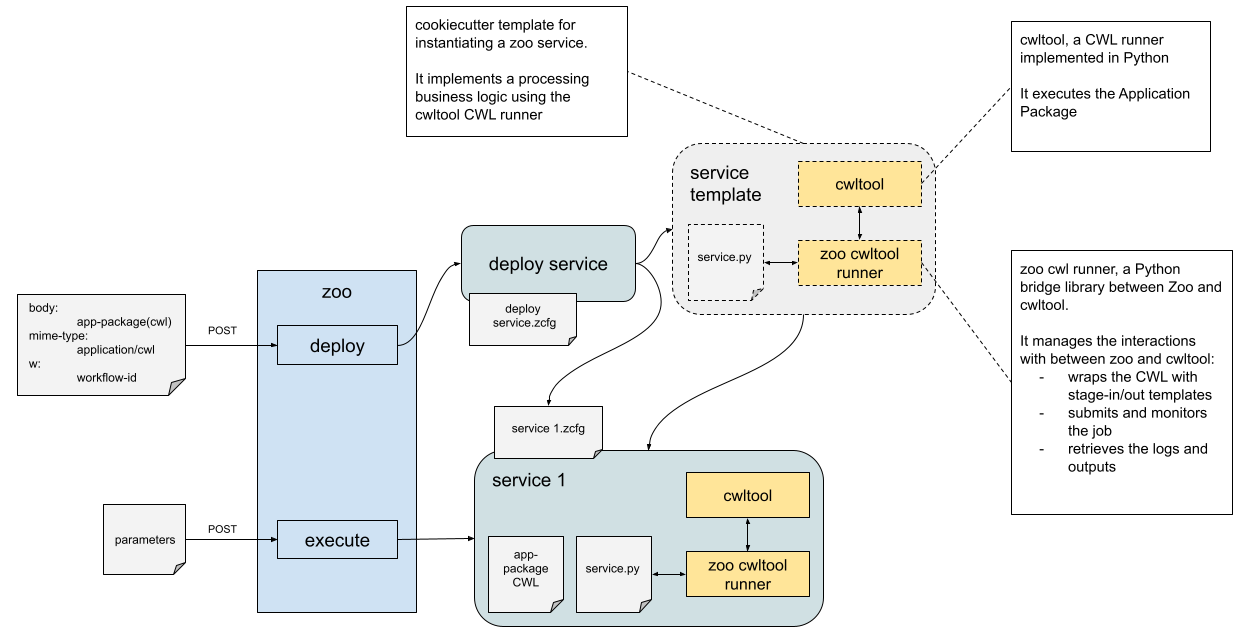 cookiecutter template for
instantiating a zoo service.
It implements a processing
business logic using the
cwltool CWL runner
cwltool, a CWL runner
implemented in Python
It executes the Application
Package
service
template
cwltool
service.py
zoo cwltool
runner
deploy service
deploy
service.zcfg
zoo
body:
app-package(cwl)
mime-type:
application/cwl
w:
workflow-id
POST
deploy
zoo cwl runner, a Python
bridge library between Zoo and
cwltool.
It manages the interactions
with between zoo and cwltool:
- wraps the CWL with
stage-in/out templates
- submits and monitors
the job
- retrieves the logs and
outputs
service 1.zcfg
service 1
cwltool
parameters
POST
execute
app-
package
CWL
service.py
zoo cwltool
runner